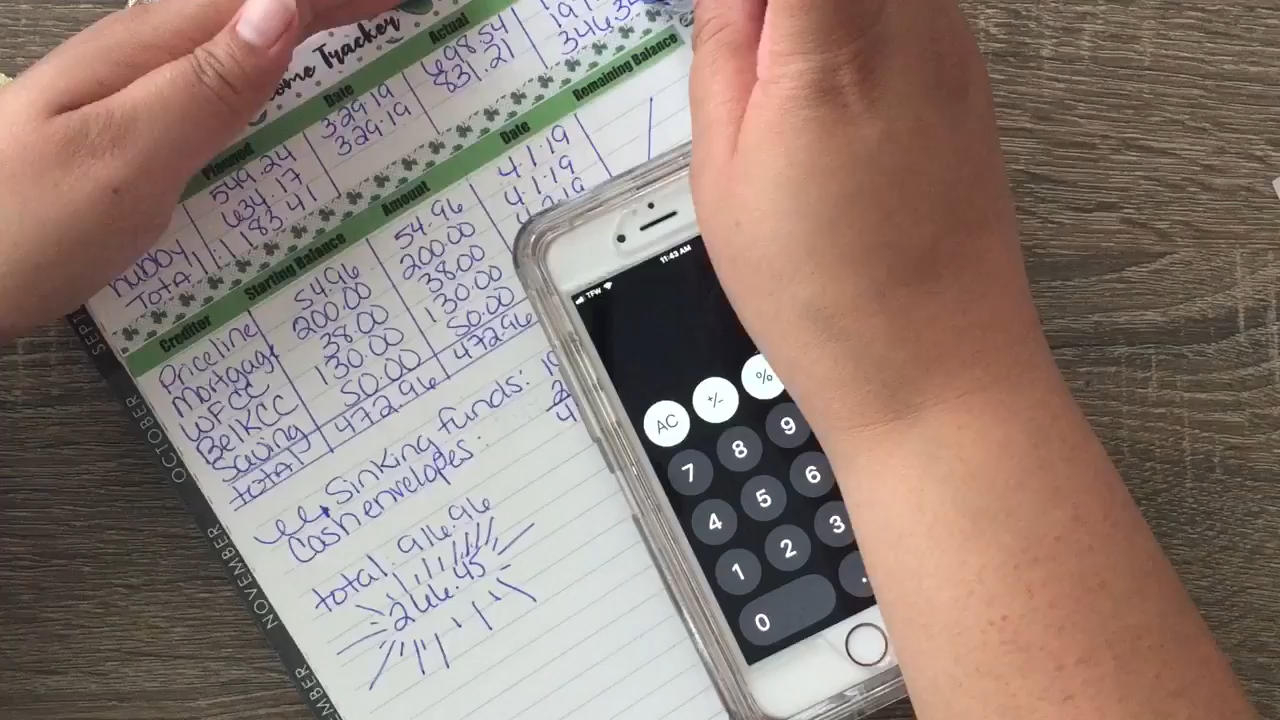 ome Tracker
Planned Date Actual
549.24 3.29.19 698.54
hubby 634.17 3.29.19 831.21
TOTAL 1183.41
Crediter Starting Balance Amount Date Remaining Balance
Priceline 54.96 54.96 4.1.19
Mortgage 200.00 200.00 4.1.19
WFCC 38.00 38.00
BelKCC 130.00 130.00
Saving 50.00 50.00
total 472.96 472.96
Sinking funds:
Cash envelopes
total: 916.96
266.45
OCTOBER
NOVEMBER
11:43 AM
TFW
AC +/- %
7 8 9
4 5 6
1 2 3
0 .